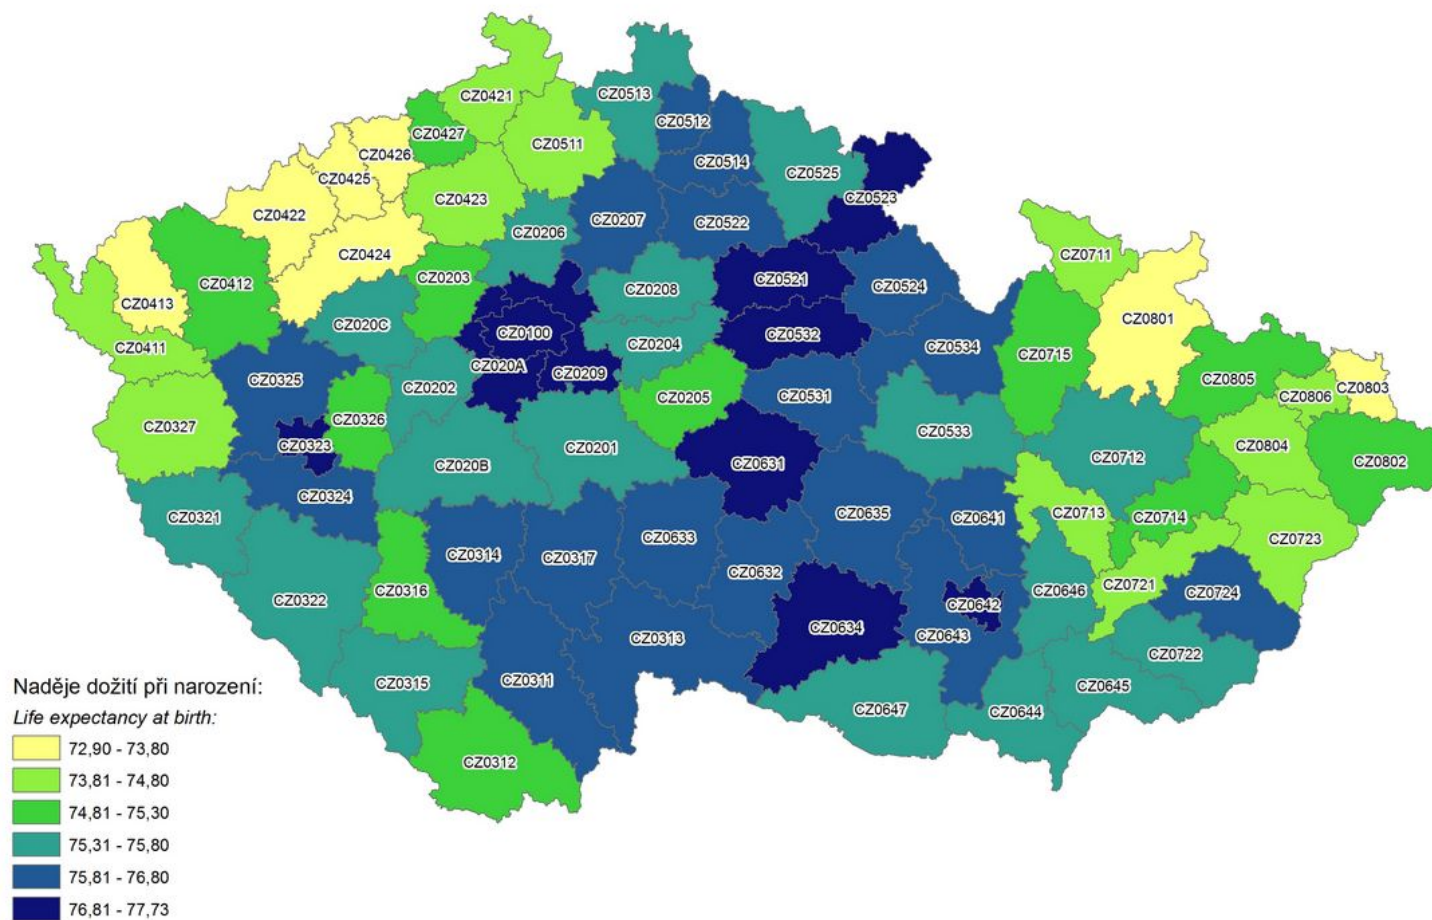 CZ0421
CZ0513
CZ0427
CZ0512
CZ0426
CZ0511
CZ0514
CZ0425
CZ0525
CZ0423
CZ0523
CZ0422
CZ0207
CZ0522
CZ0206
CZ0424
CZ0711
CZ0412
CZ0203
CZ0521
CZ0524
CZ0208
CZ0413
CZ0801
CZ020C
CZ0100
CZ0532
CZ0204
CZ0534
CZ0411
CZ0715
CZ020A
CZ0209
CZ0325
CZ0202
CZ0805
CZ0803
CZ0531
CZ0205
CZ0806
CZ0326
CZ0327
CZ0533
CZ0323
CZ0201
CZ0804
CZ0712
CZ0631
CZ020B
CZ0802
CZ0324
CZ0321
CZ0635
CZ0713
CZ0714
CZ0641
CZ0633
CZ0723
CZ0314
CZ0317
CZ0632
CZ0721
CZ0316
CZ0646
CZ0724
CZ0322
CZ0642
CZ0634
CZ0643
CZ0313
CZ0722
CZ0311
CZ0315
CZ0645
CZ0647
CZ0644
CZ0312
Naděje dožití při narození:
Life expectancy at birth:
72,90 - 73,80
73,81 - 74,80
74,81 - 75,30
75,31 - 75,80
75,81 - 76,80
76,81 - 77,73